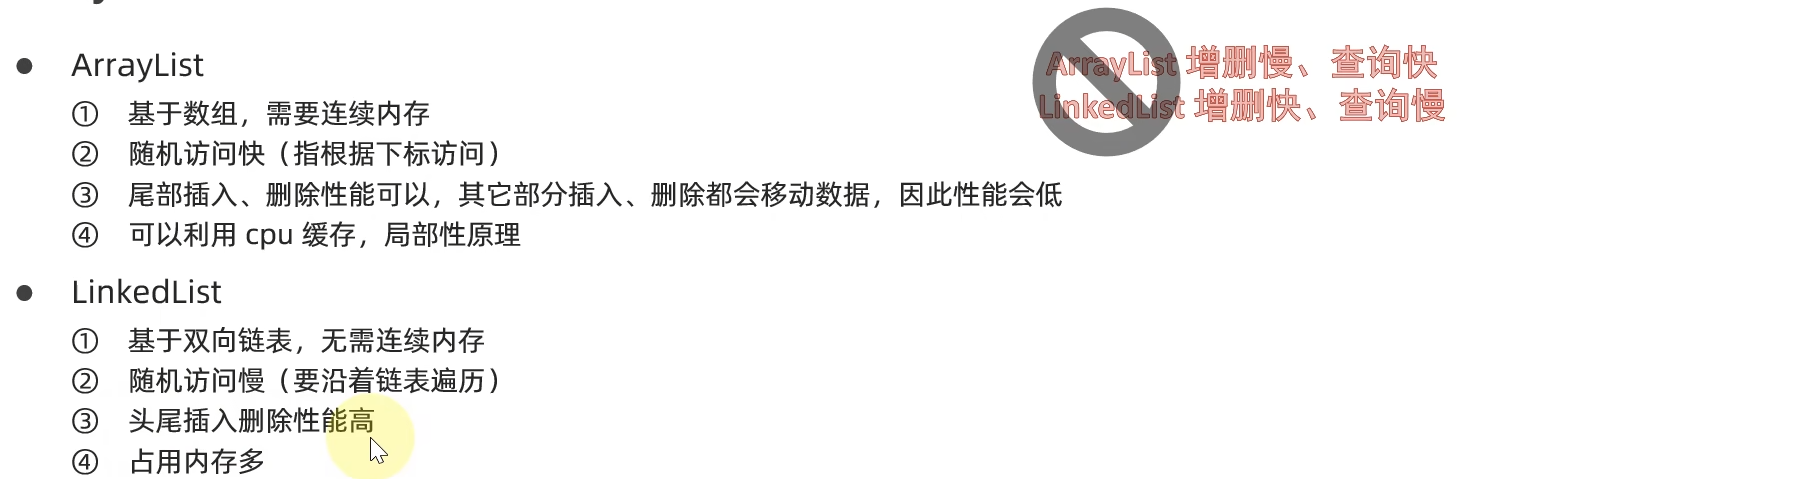 ArrayList
① 基于数组，需要连续内存
② 随机访问快（指根据下标访问）
③ 尾部插入、删除性能可以，其它部分插入、删除都会移动数据，因此性能会低
④ 可以利用 cpu 缓存，局部性原理
LinkedList
① 基于双向链表，无需连续内存
② 随机访问慢（要沿着链表遍历）
③ 头尾插入删除性能高
④ 占用内存多
ArrayList 增删慢、查询快
LinkedList 增删快、查询慢